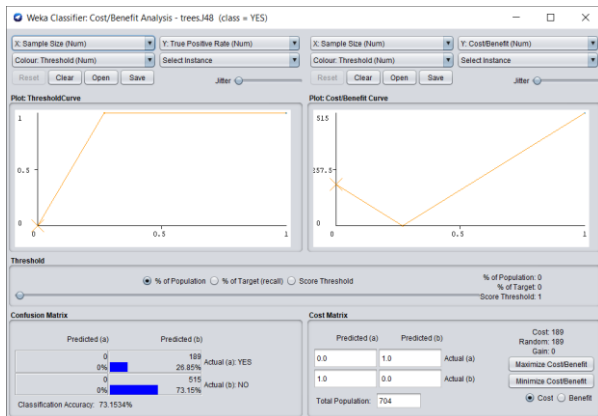 Weka Classifier: Cost/Benefit Analysis - trees.J48 (class = YES)
X: Sample Size (Num) Y: True Positive Rate (Num) X: Sample Size (Num) Y: Cost/Benefit (Num)
Colour: Threshold (Num) Select Instance Colour: Threshold (Num) Select Instance
Reset Clear Open Save Jitter Reset Clear Open Save Jitter
Plot: ThresholdCurve Plot: Cost/Benefit Curve
1 515
0.5 257.5
0 0
0 0.5 1 0 0.5 1
Threshold
% of Population % of Target (recall) Score Threshold
% of Population: 0
% of Target: 0
Score Threshold: 1
Confusion Matrix
Predicted (a) Predicted (b)
0 189
0% 26.85% Actual (a): YES
0 515
0% 73.15% Actual (b): NO
Classification Accuracy: 73.1534%
Cost Matrix
Predicted (a) Predicted (b)
0.0 1.0 Actual (a)
1.0 0.0 Actual (b)
Total Population: 704
Cost: 189
Random: 189
Gain: 0
Maximize Cost/Benefit
Minimize Cost/Benefit
Cost Benefit